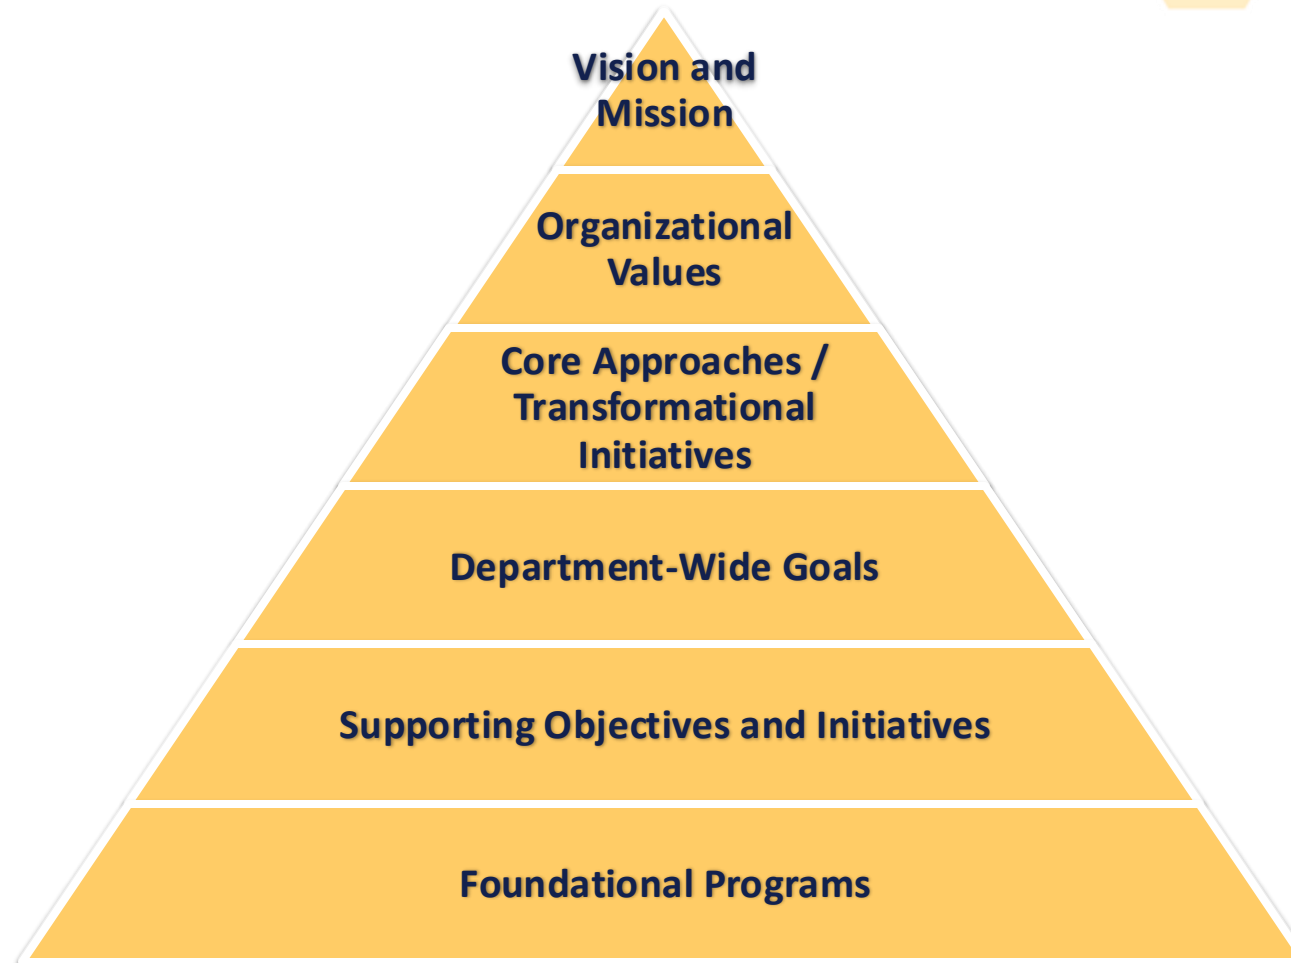 Vision and
Mission
Organizational
Values
Core Approaches /
Transformational
Initiatives
Department-Wide Goals
Supporting Objectives and Initiatives
Foundational Programs